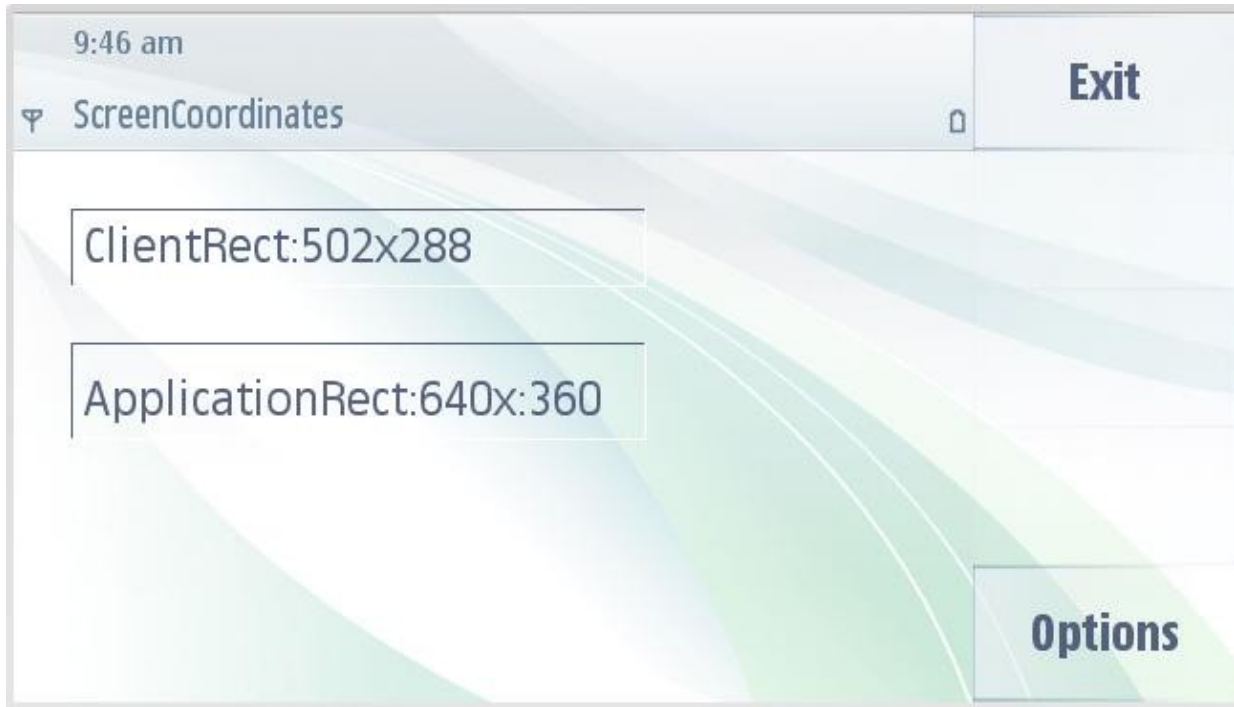 9:46 am
Exit
ScreenCoordinates
ClientRect:502x288
ApplicationRect:640x:360
Options